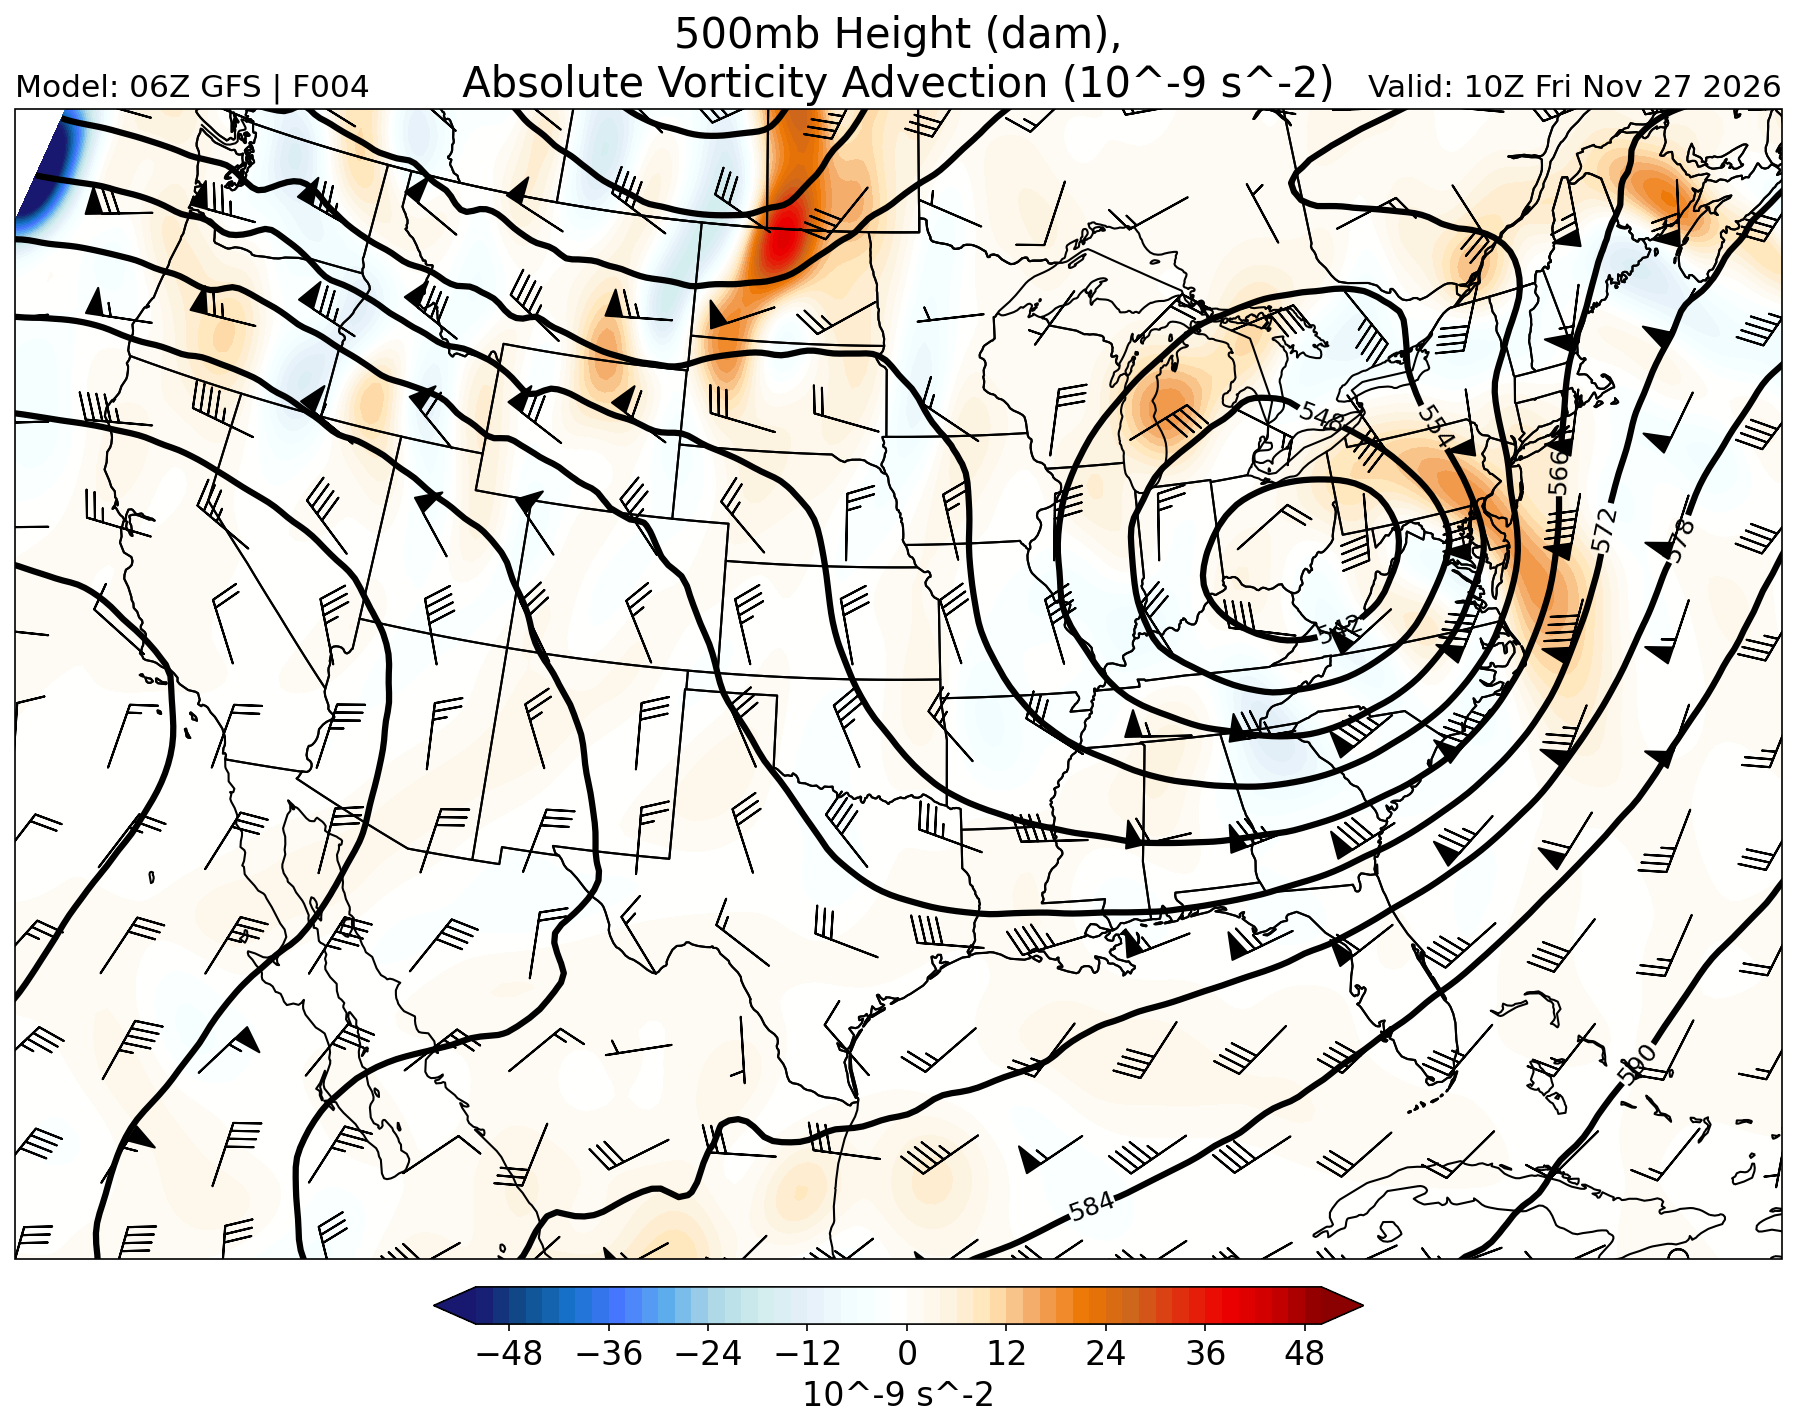 500mb Height (dam),
Model: 06Z GFS | F004
Absolute Vorticity Advection (10^-9 s^-2)
Valid: 10Z Fri Nov 27 2026
548
554
566
572
578
542
590
584
−48 −36 −24 −12 0 12 24 36 48
10^-9 s^-2